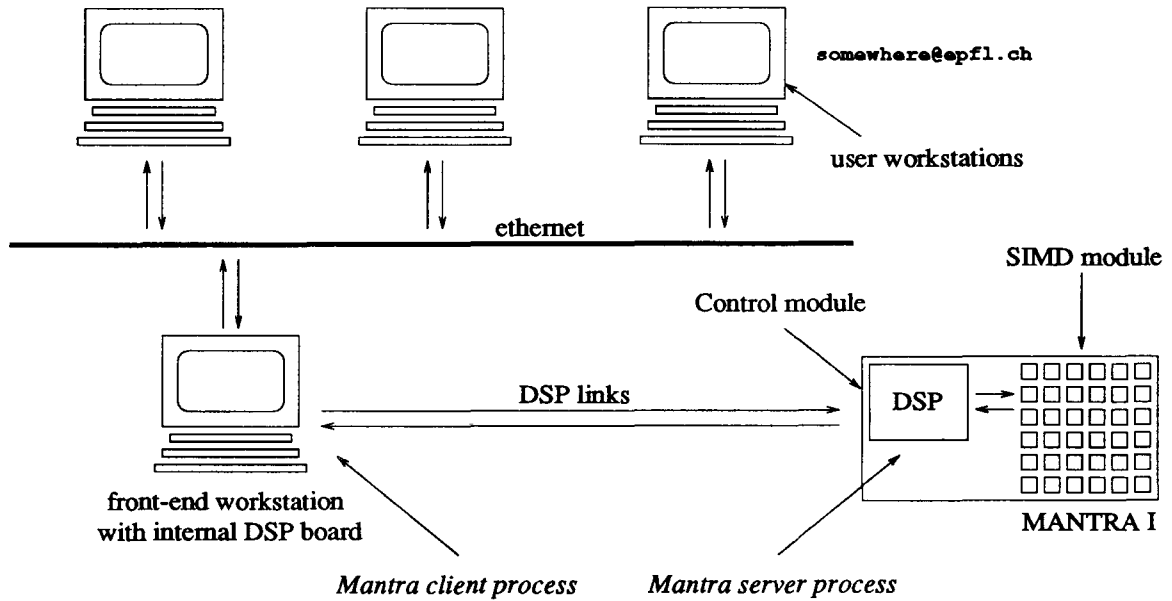 somewhere@epfl.ch
user workstations
ethernet
SIMD module
Control module
DSP links
DSP
front-end workstation
with internal DSP board
MANTRA I
Mantra client process
Mantra server process